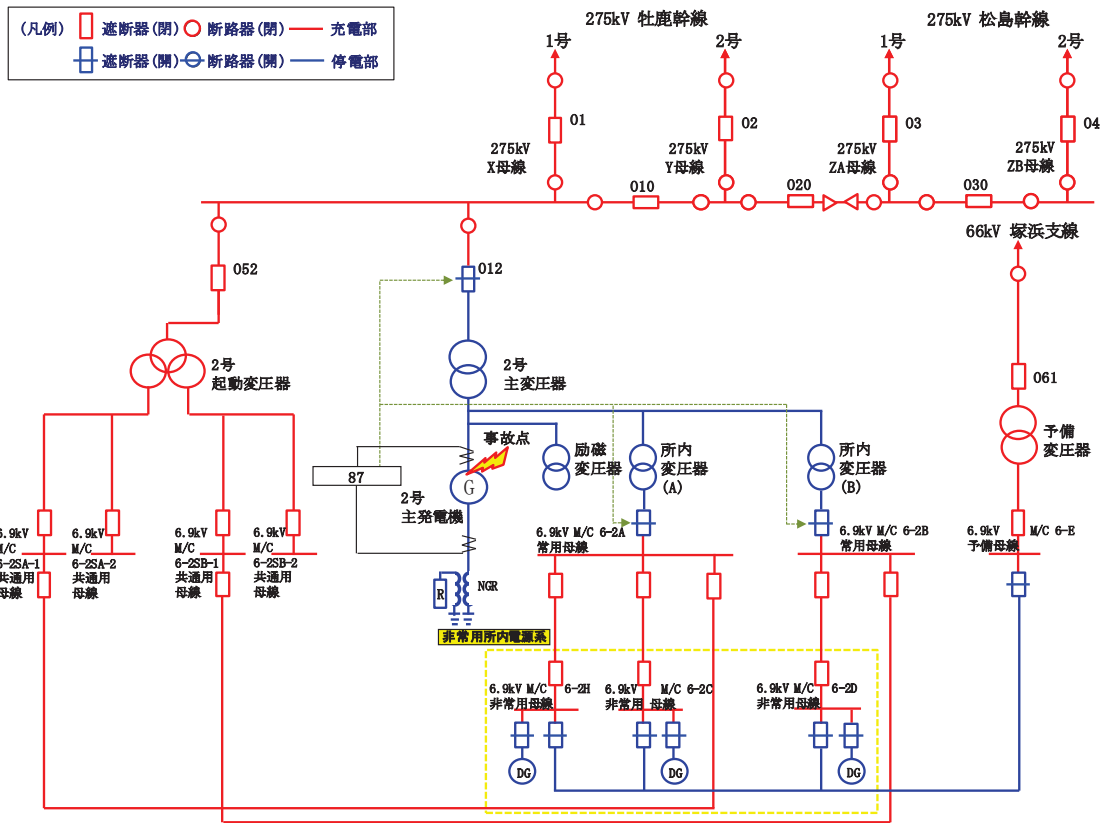 (凡例) 遮断器(閉) 断路器(閉) 充電部
遮断器(開) 断路器(開) 停電部
275kV 牡鹿幹線
275kV 松島幹線
1号
2号
1号
2号
O1
O2
O3
O4
275kV
X母線
275kV
Y母線
275kV
ZA母線
275kV
ZB母線
O10
O20
O30
66kV 塚浜支線
O52
O12
2号
起動変圧器
2号
主変圧器
O61
予備
変圧器
事故点
励磁
変圧器
所内
変圧器
(A)
所内
変圧器
(B)
87
G
2号
主発電機
6.9kV
M/C
6-2SA-1
共通用
母線
6.9kV
M/C
6-2SA-2
共通用
母線
6.9kV
M/C
6-2SB-1
共通用
母線
6.9kV
M/C
6-2SB-2
共通用
母線
6.9kV M/C 6-2A
常用母線
6.9kV M/C 6-2B
常用母線
6.9kV M/C 6-E
予備母線
R
NGR
非常用所内電源系
6.9kV M/C 6-2H
非常用母線
6.9kV M/C 6-2C
非常用 母線
6.9kV M/C 6-2D
非常用母線
DG
DG
DG